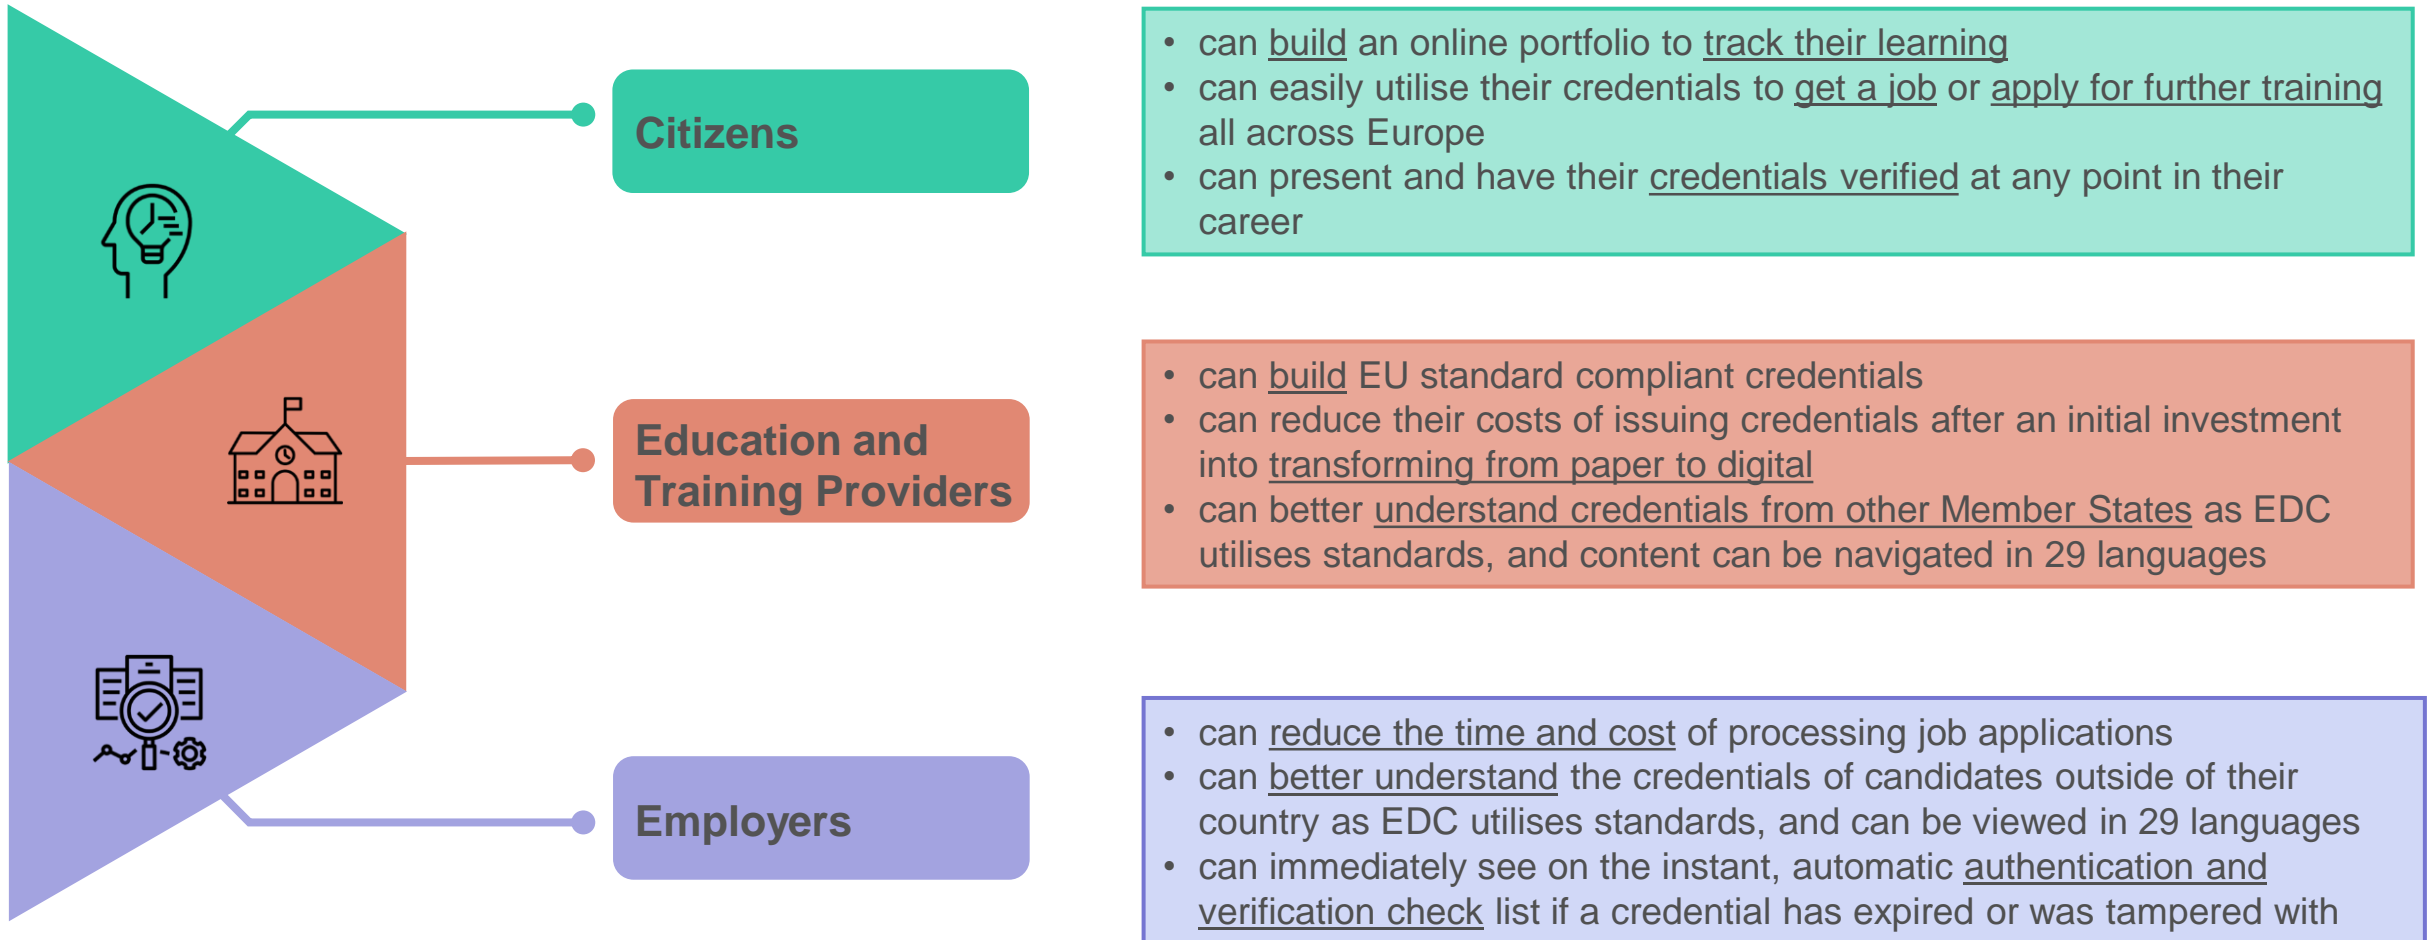 Citizens
• can build an online portfolio to track their learning
• can easily utilise their credentials to get a job or apply for further training
all across Europe
• can present and have their credentials verified at any point in their
career
Education and
Training Providers
• can build EU standard compliant credentials
• can reduce their costs of issuing credentials after an initial investment
into transforming from paper to digital
• can better understand credentials from other Member States as EDC
utilises standards, and content can be navigated in 29 languages
Employers
• can reduce the time and cost of processing job applications
• can better understand the credentials of candidates outside of their
country as EDC utilises standards, and can be viewed in 29 languages
• can immediately see on the instant, automatic authentication and
verification check list if a credential has expired or was tampered with